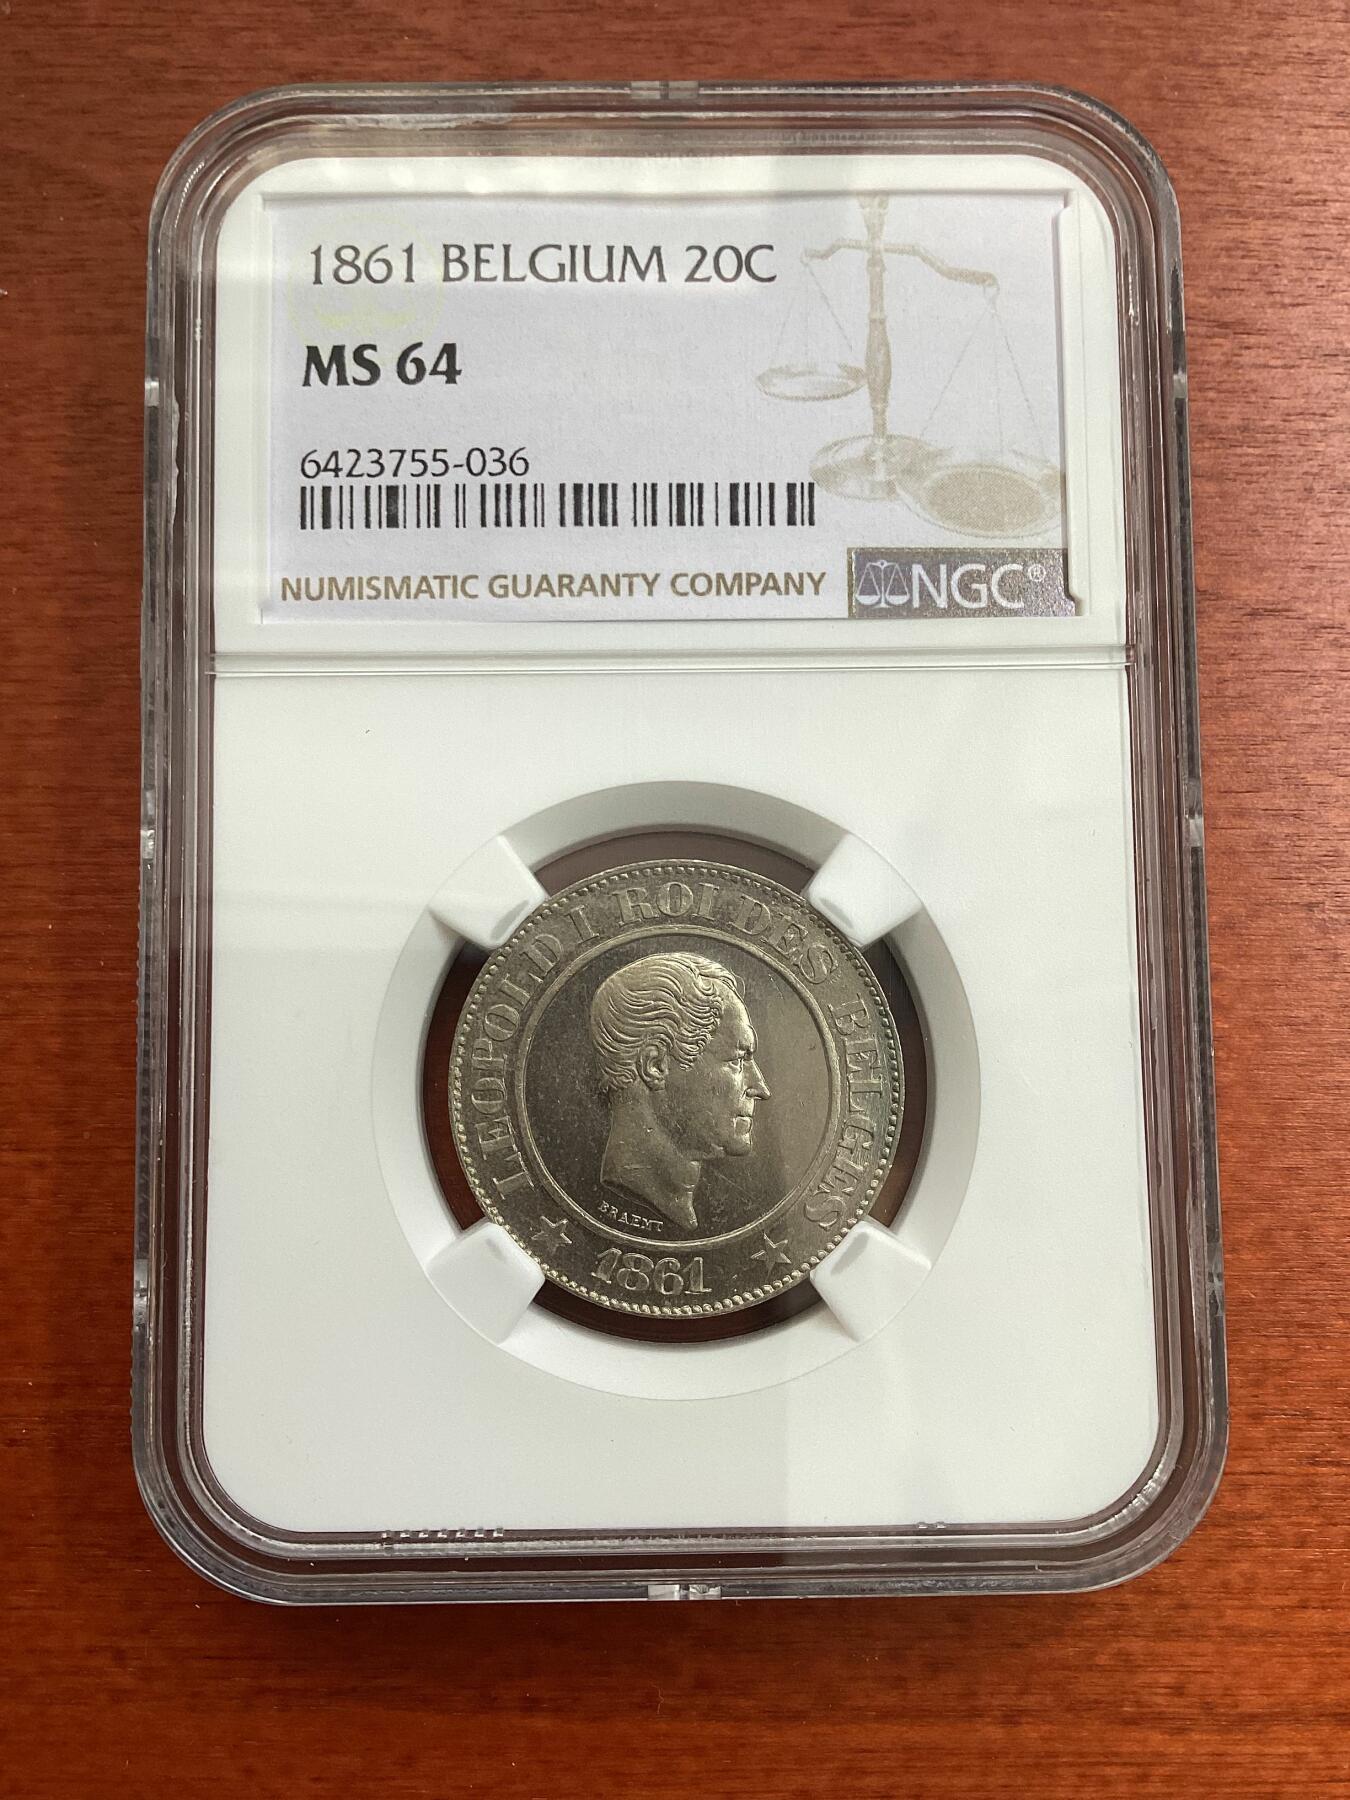 1861 BELGIUM 20C
MS 64
6423755-036
NUMISMATIC GUARANTY COMPANY
NGC®
LEOPOLD I ROI DES BELGES
BRAEMT
★ 1861 ★